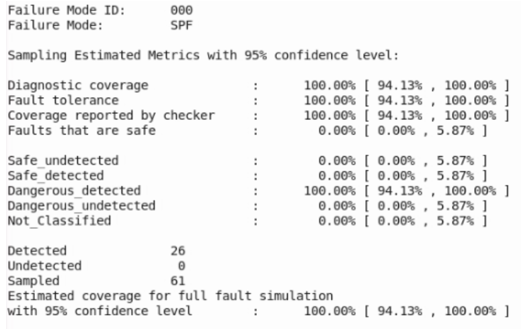 Failure Mode ID: 000
Failure Mode: SPF
Sampling Estimated Metrics with 95% confidence level:
Diagnostic coverage : 100.00% [ 94.13% , 100.00% ]
Fault tolerance : 100.00% [ 94.13% , 100.00% ]
Coverage reported by checker : 100.00% [ 94.13% , 100.00% ]
Faults that are safe : 0.00% [ 0.00% , 5.87% ]
Safe_undetected : 0.00% [ 0.00% , 5.87% ]
Safe_detected : 0.00% [ 0.00% , 5.87% ]
Dangerous_detected : 100.00% [ 94.13% , 100.00% ]
Dangerous_undetected : 0.00% [ 0.00% , 5.87% ]
Not_Classified : 0.00% [ 0.00% , 5.87% ]
Detected 26
Undetected 0
Sampled 61
Estimated coverage for full fault simulation
with 95% confidence level : 100.00% [ 94.13% , 100.00% ]